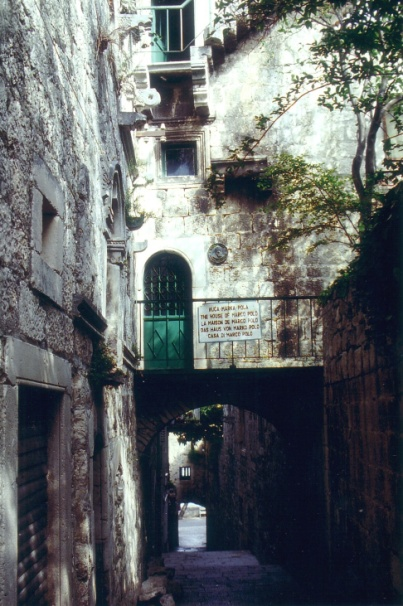 KUĆA MARKA POLA
THE HOUSE OF MARCO POLO
LA MAISON DE MARCO POLO
DAS HAUS VON MARCO POLO
CASA DI MARCO POLO